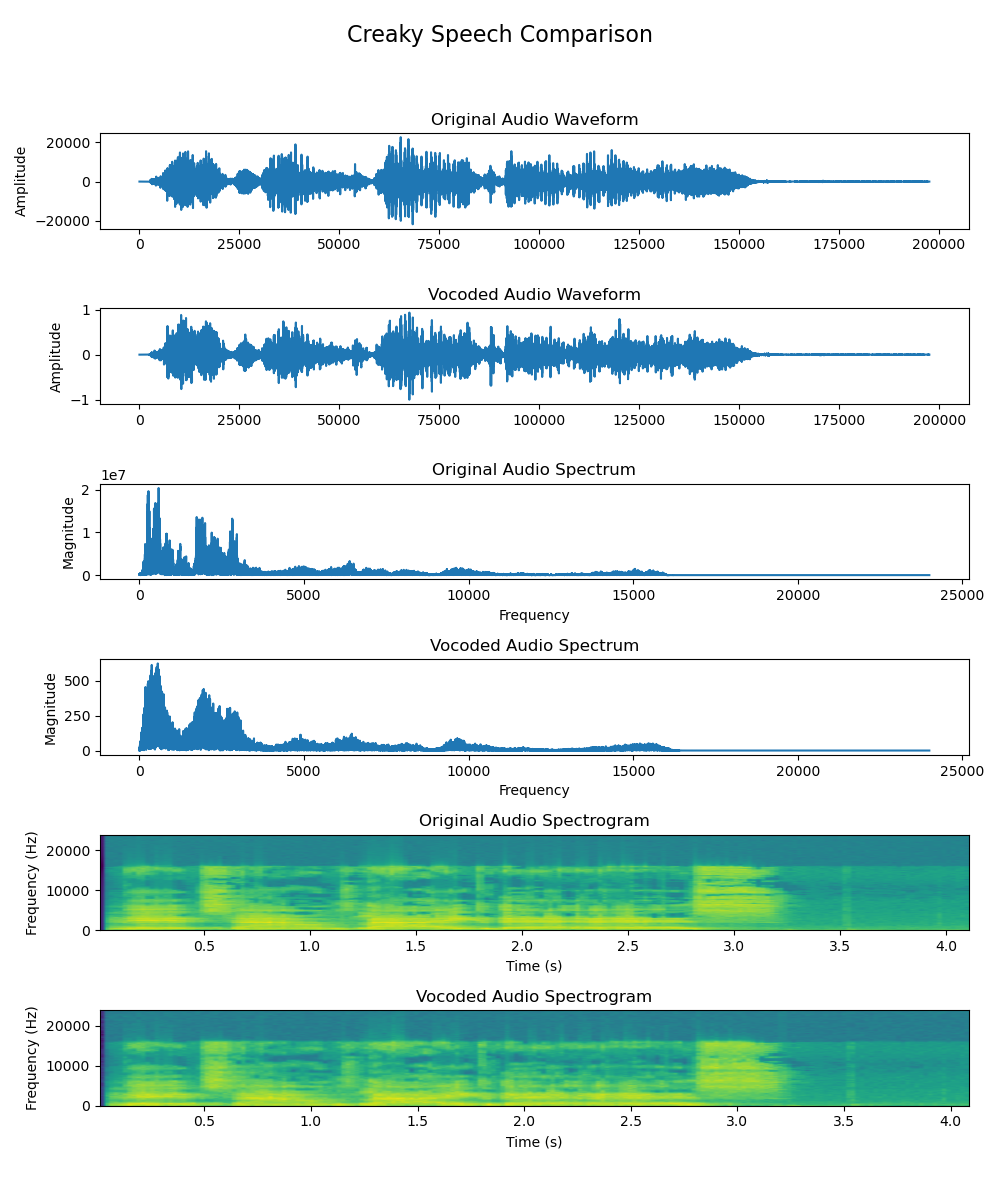 Creaky Speech Comparison
Original Audio Waveform
Amplitude
20000
0
−20000
0 25000 50000 75000 100000 125000 150000 175000 200000
Vocoded Audio Waveform
Amplitude
1
0
−1
0 25000 50000 75000 100000 125000 150000 175000 200000
Original Audio Spectrum
1e7
Magnitude
2
1
0
0 5000 10000 15000 20000 25000
Frequency
Vocoded Audio Spectrum
Magnitude
500
250
0
0 5000 10000 15000 20000 25000
Frequency
Original Audio Spectrogram
Frequency (Hz)
20000
10000
0
0.5 1.0 1.5 2.0 2.5 3.0 3.5 4.0
Time (s)
Vocoded Audio Spectrogram
Frequency (Hz)
20000
10000
0
0.5 1.0 1.5 2.0 2.5 3.0 3.5 4.0
Time (s)